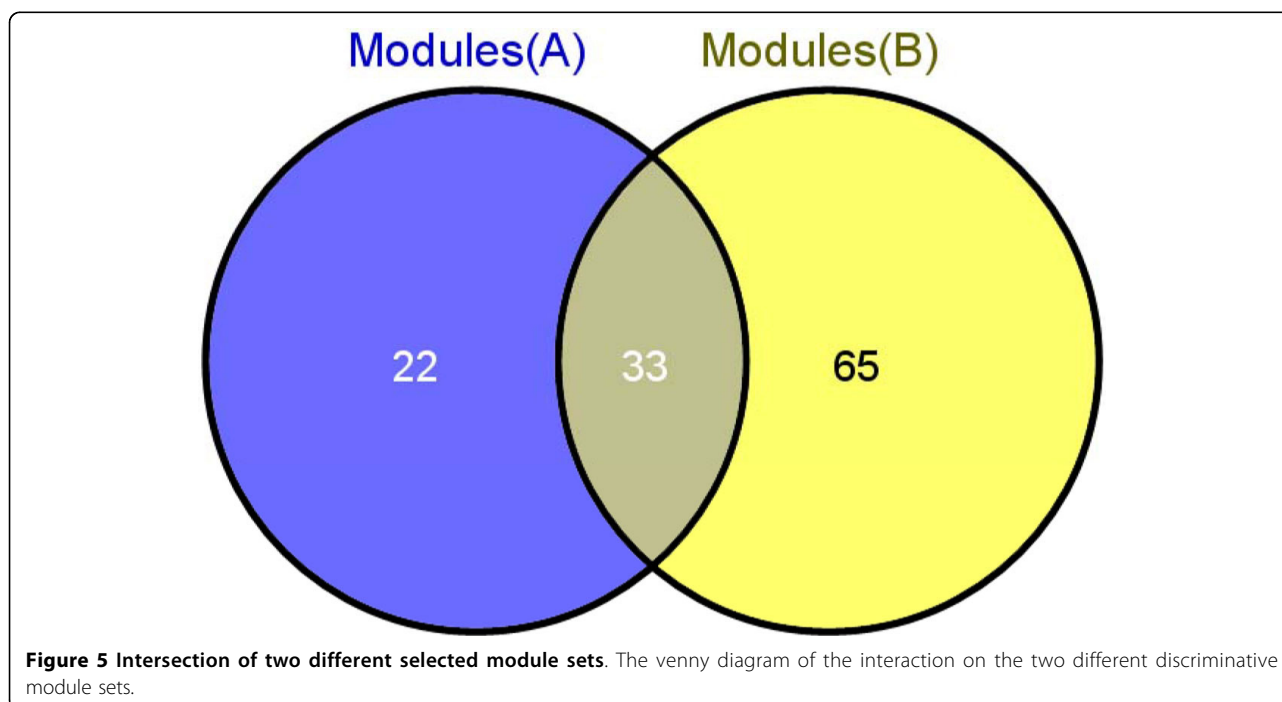 Modules(A) Modules(B)
22 33 65
Figure 5 Intersection of two different selected module sets. The venny diagram of the interaction on the two different discriminative
module sets.